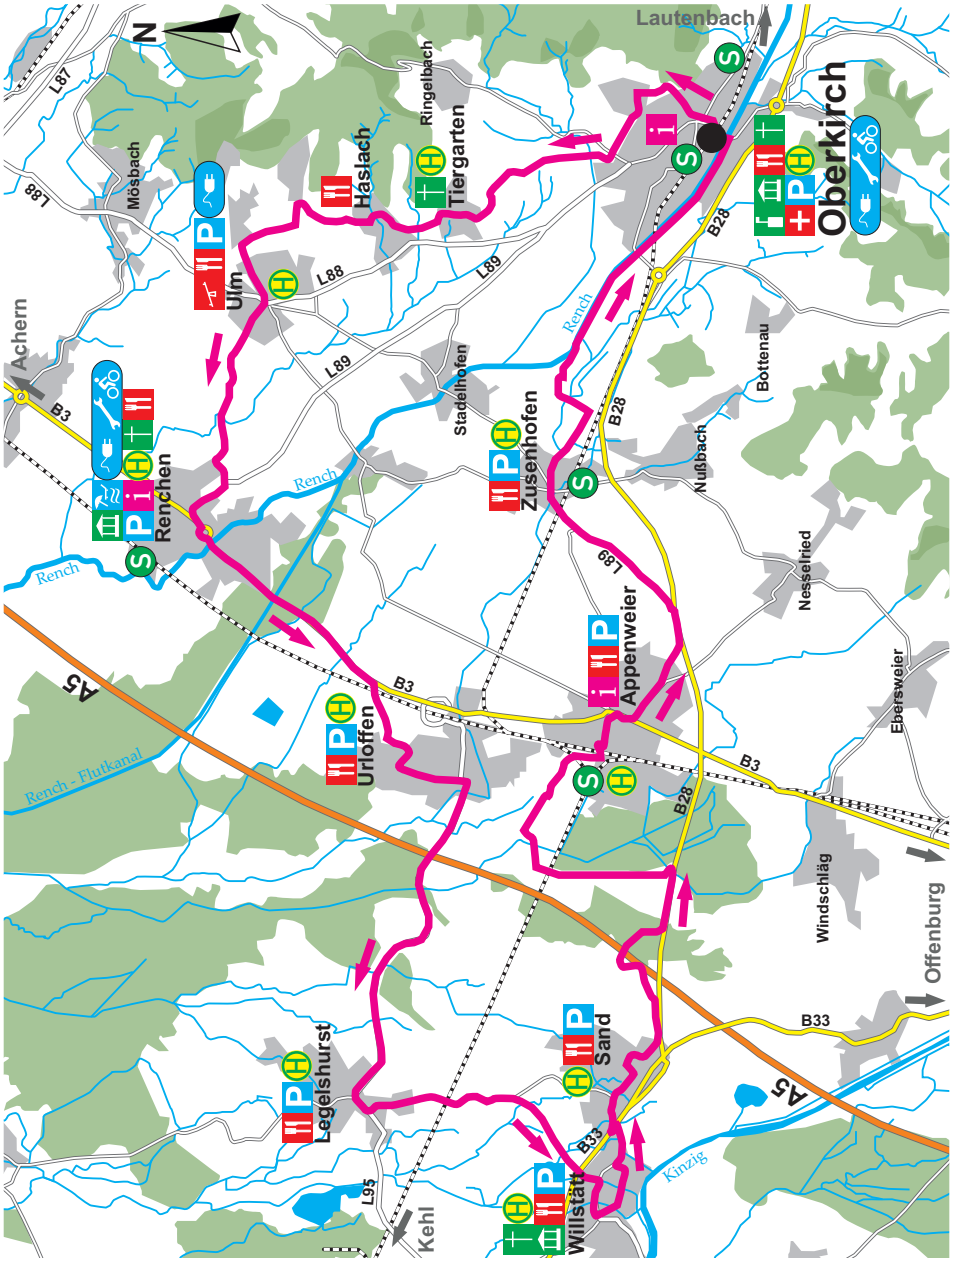 Lautenbach
N
L87
L88
Mösbach
Ringelbach
H
Tiergarten
Haslach
P
Ulm
H
L88
L89
L89
Achern
B3
Stadelhofen
Rench
S
i
S
B28
P
H
Oberkirch
Bottenau
B28
Nußbach
H
P
Zusenhofen
S
H
i
P
Renchen
S
Rench
Rench
L89
Nesselried
P
i
Appenweier
Ebersweier
A5
B3
H
P
Urloffen
Rench - Flutkanal
S
H
B28
B3
Windschläg
Offenburg
B33
A5
P
H
Sand
H
P
Legelshurst
B33
Kinzig
H
P
Willstätt
L95
Kehl